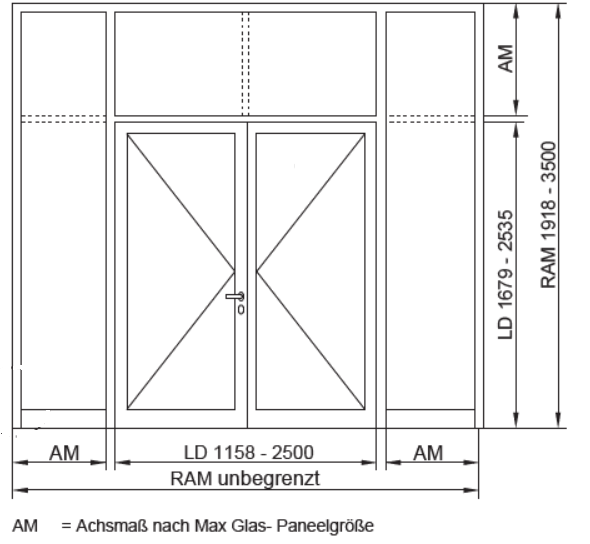 AM
LD 1679 - 2535
RAM 1918 - 3500
AM
LD 1158 - 2500
AM
RAM unbegrenzt
AM = Achsmaß nach Max Glas- Paneelgröße